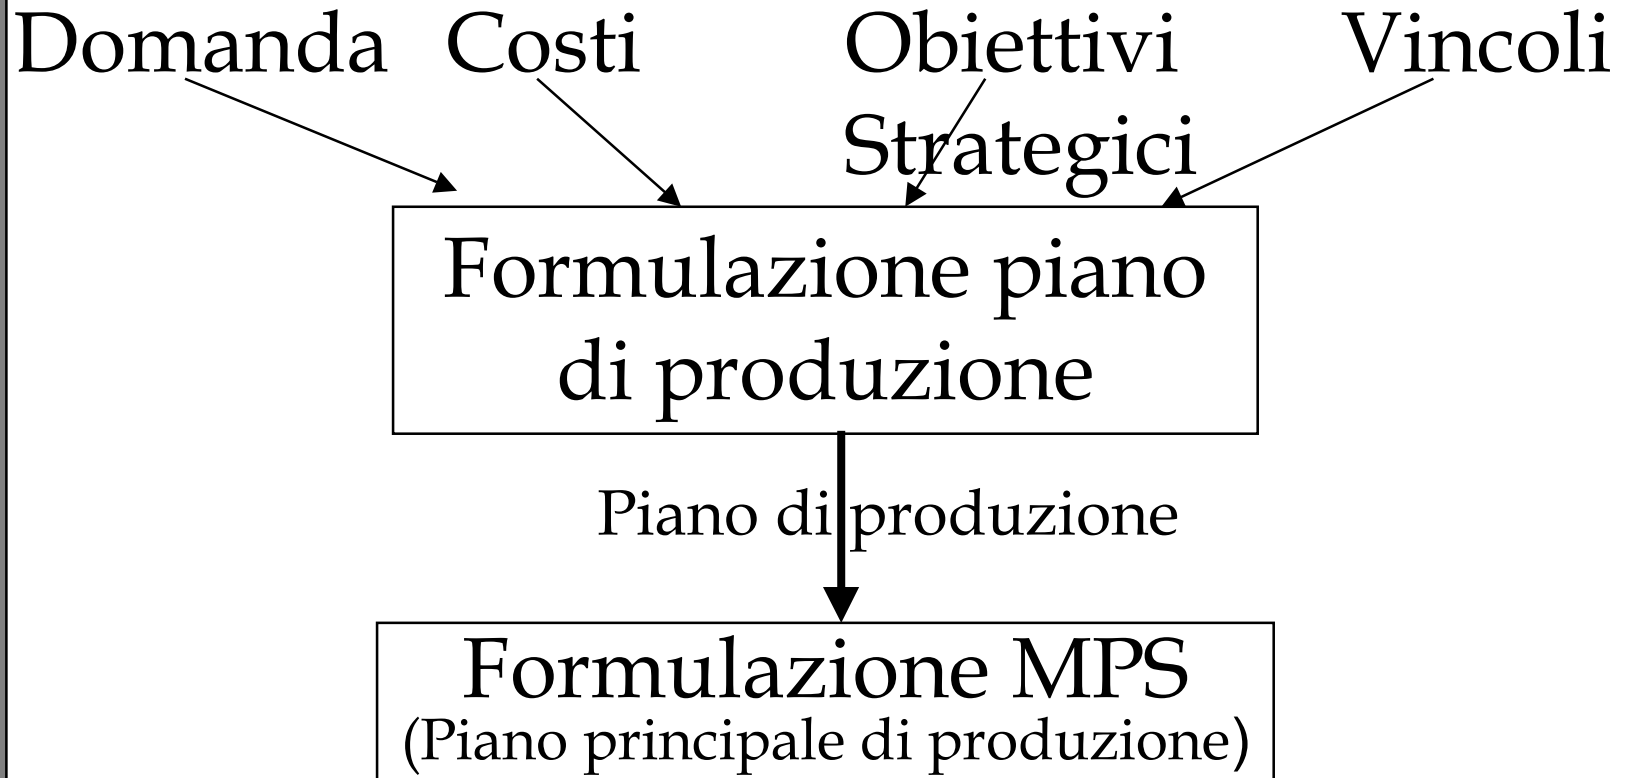 Domanda Costi Obiettivi Vincoli
Strategici
Formulazione piano
di produzione
Piano di produzione
Formulazione MPS
(Piano principale di produzione)